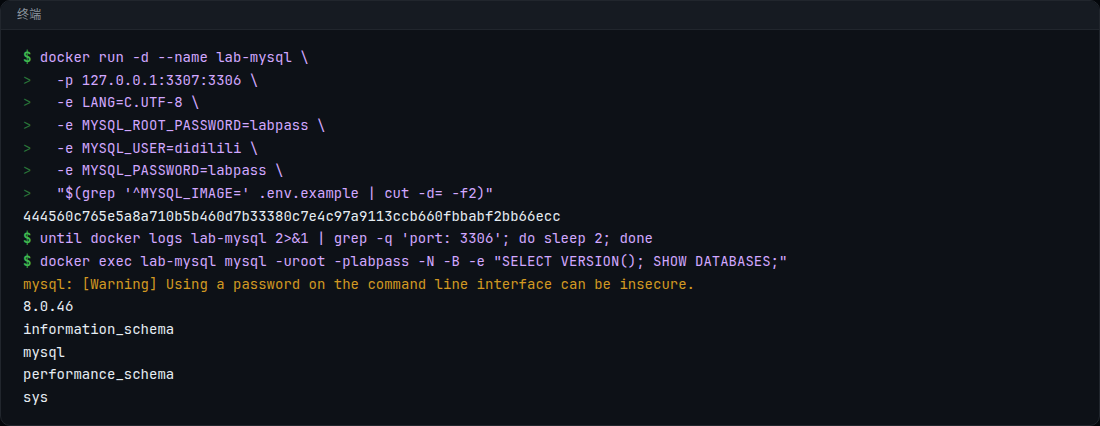 终端
$ docker run -d --name lab-mysql \
>   -p 127.0.0.1:3307:3306 \
>   -e LANG=C.UTF-8 \
>   -e MYSQL_ROOT_PASSWORD=labpass \
>   -e MYSQL_USER=didilili \
>   -e MYSQL_PASSWORD=labpass \
>   "$(grep '^MYSQL_IMAGE=' .env.example | cut -d= -f2)"
444560c765e5a8a710b5b460d7b33380c7e4c97a9113ccb660fbbabf2bb66ecc
$ until docker logs lab-mysql 2>&1 | grep -q 'port: 3306'; do sleep 2; done
$ docker exec lab-mysql mysql -uroot -plabpass -N -B -e "SELECT VERSION(); SHOW DATABASES;"
mysql: [Warning] Using a password on the command line interface can be insecure.
8.0.46
information_schema
mysql
performance_schema
sys